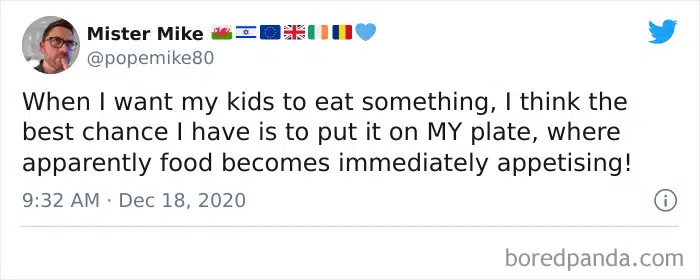 Mister Mike 🏴󠁧󠁢󠁷󠁬󠁳󠁿🇮🇱🇪🇺🇬🇧🇮🇪🇷🇴💙
@popemike80
When I want my kids to eat something, I think the
best chance I have is to put it on MY plate, where
apparently food becomes immediately appetising!
9:32 AM · Dec 18, 2020
boredpanda.com